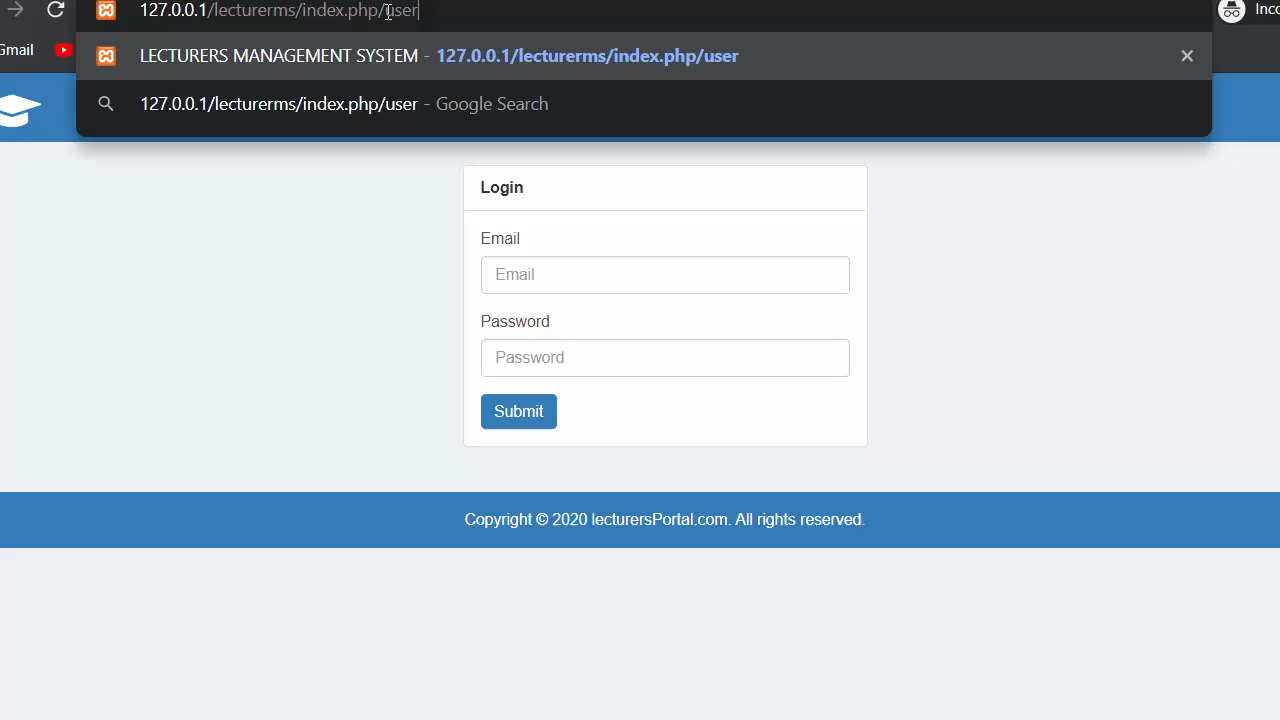 127.0.0.1/lecturerms/index.php/user
Inco
Gmail
LECTURERS MANAGEMENT SYSTEM - 127.0.0.1/lecturerms/index.php/user
127.0.0.1/lecturerms/index.php/user - Google Search
Login
Email
Email
Password
Password
Submit
Copyright © 2020 lecturersPortal.com. All rights reserved.